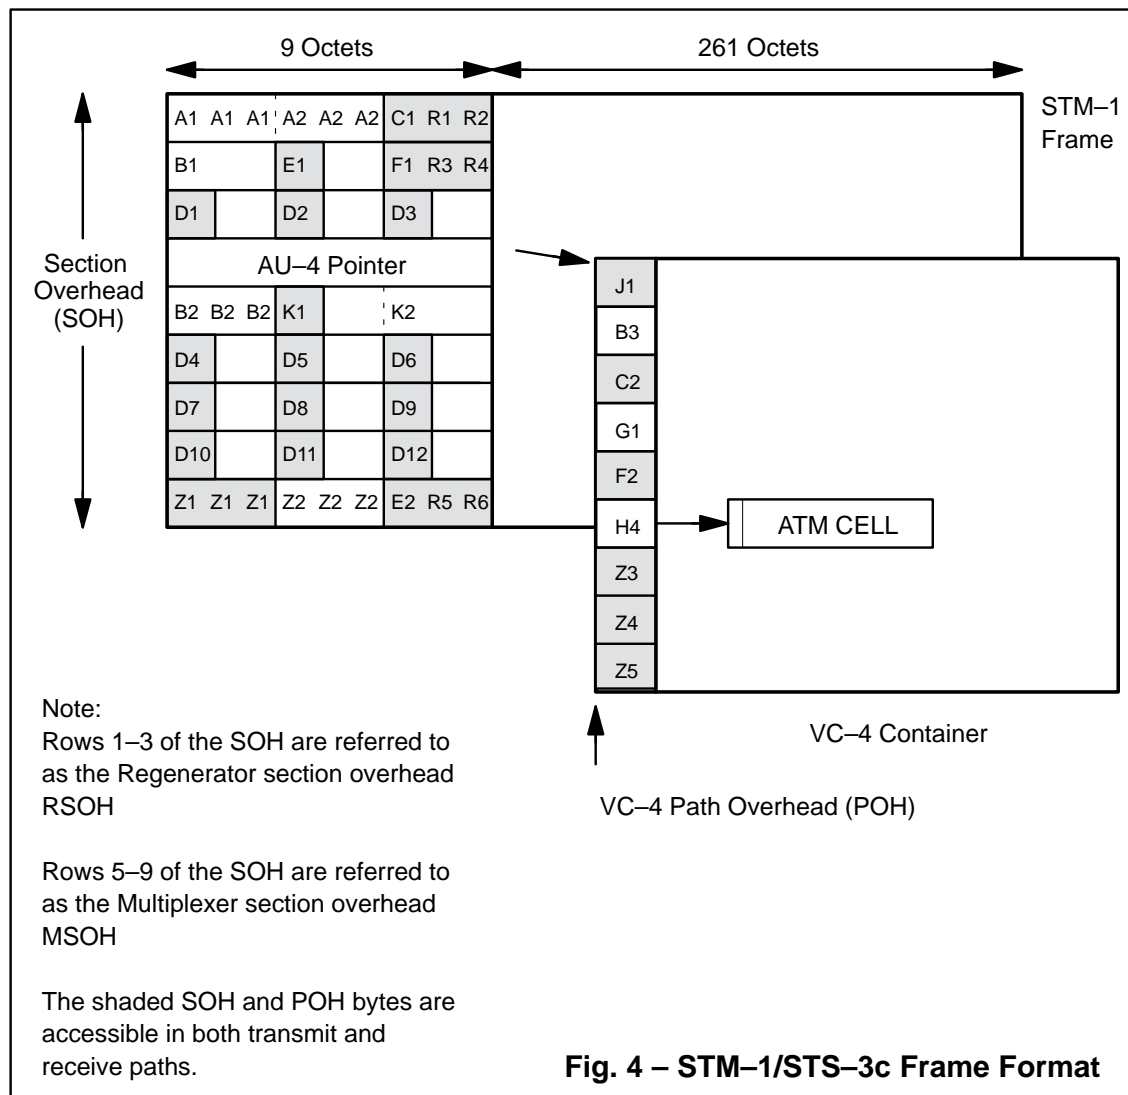 9 Octets 261 Octets
STM–1
Frame
Section
Overhead
(SOH)
A1 A1 A1 A2 A2 A2 C1 R1 R2
B1 E1 F1 R3 R4
D1 D2 D3
AU–4 Pointer
B2 B2 B2 K1 K2
D4 D5 D6
D7 D8 D9
D10 D11 D12
Z1 Z1 Z1 Z2 Z2 Z2 E2 R5 R6
J1
B3
C2
G1
F2
H4
Z3
Z4
Z5
ATM CELL
VC–4 Container
VC–4 Path Overhead (POH)
Note:
Rows 1–3 of the SOH are referred to
as the Regenerator section overhead
RSOH
Rows 5–9 of the SOH are referred to
as the Multiplexer section overhead
MSOH
The shaded SOH and POH bytes are
accessible in both transmit and
receive paths.
Fig. 4 – STM–1/STS–3c Frame Format